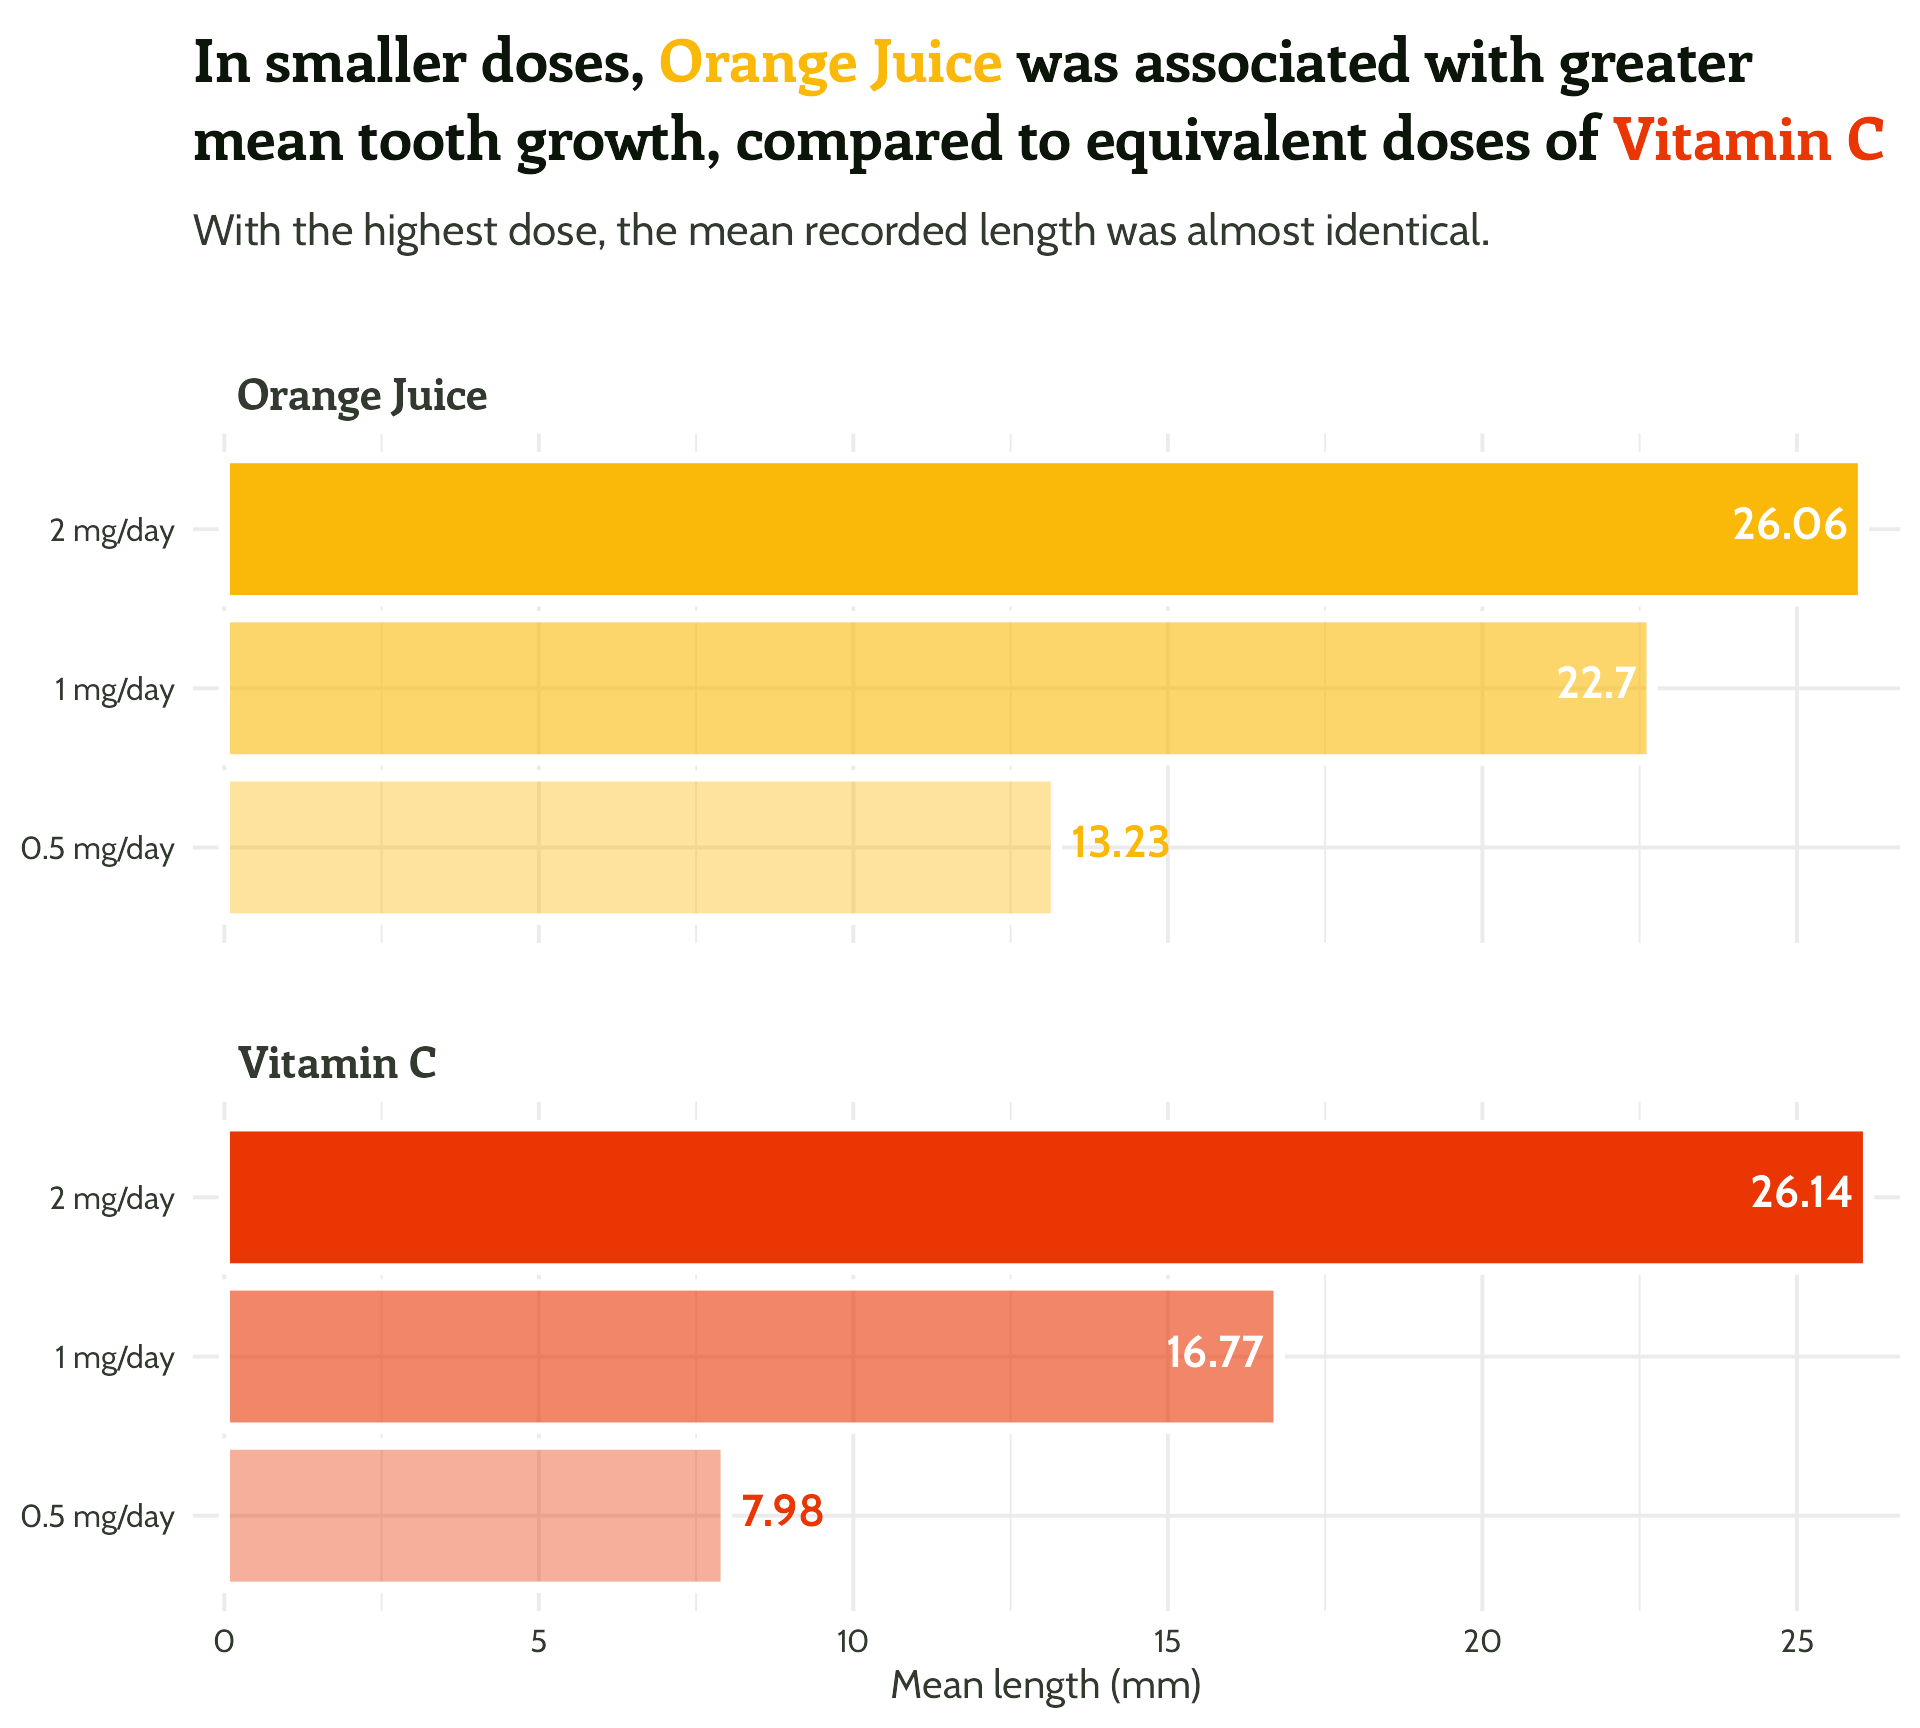 In smaller doses, Orange Juice was associated with greater
mean tooth growth, compared to equivalent doses of Vitamin C
With the highest dose, the mean recorded length was almost identical.
Orange Juice
2 mg/day
26.06
1 mg/day
22.7
0.5 mg/day
13.23
Vitamin C
2 mg/day
26.14
1 mg/day
16.77
0.5 mg/day
7.98
0 5 10 15 20 25
Mean length (mm)